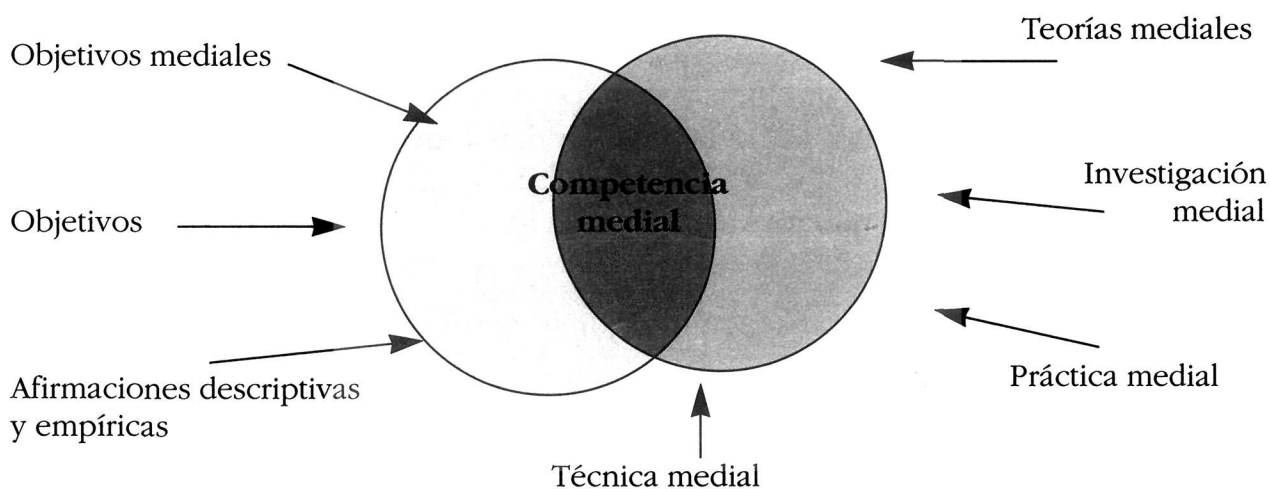 Teorías mediales
Objetivos mediales
Competencia
medial
Investigación
medial
Objetivos
Afirmaciones descriptivas
y empíricas
Práctica medial
Técnica medial